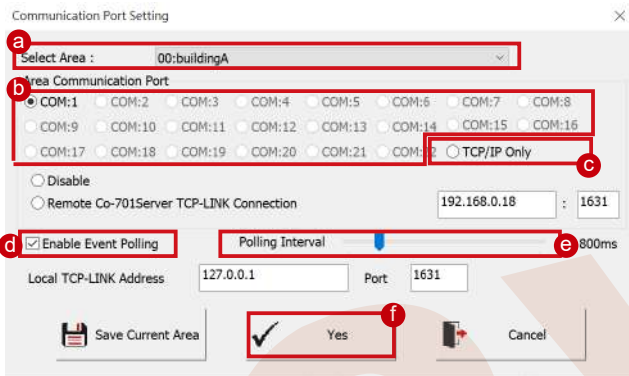 Communication Port Setting
a
Select Area : 00:buildingA
Area Communication Port
b
COM:1 COM:2 COM:3 COM:4 COM:5 COM:6 COM:7 COM:8
COM:9 COM:10 COM:11 COM:12 COM:13 COM:14 COM:15 COM:16
COM:17 COM:18 COM:19 COM:20 COM:21 TCP/IP Only
c
Disable
Remote Co-701Server TCP-LINK Connection 192.168.0.18 : 1631
d Enable Event Polling Polling Interval e 800ms
Local TCP-LINK Address 127.0.0.1 Port 1631
f
Save Current Area Yes Cancel